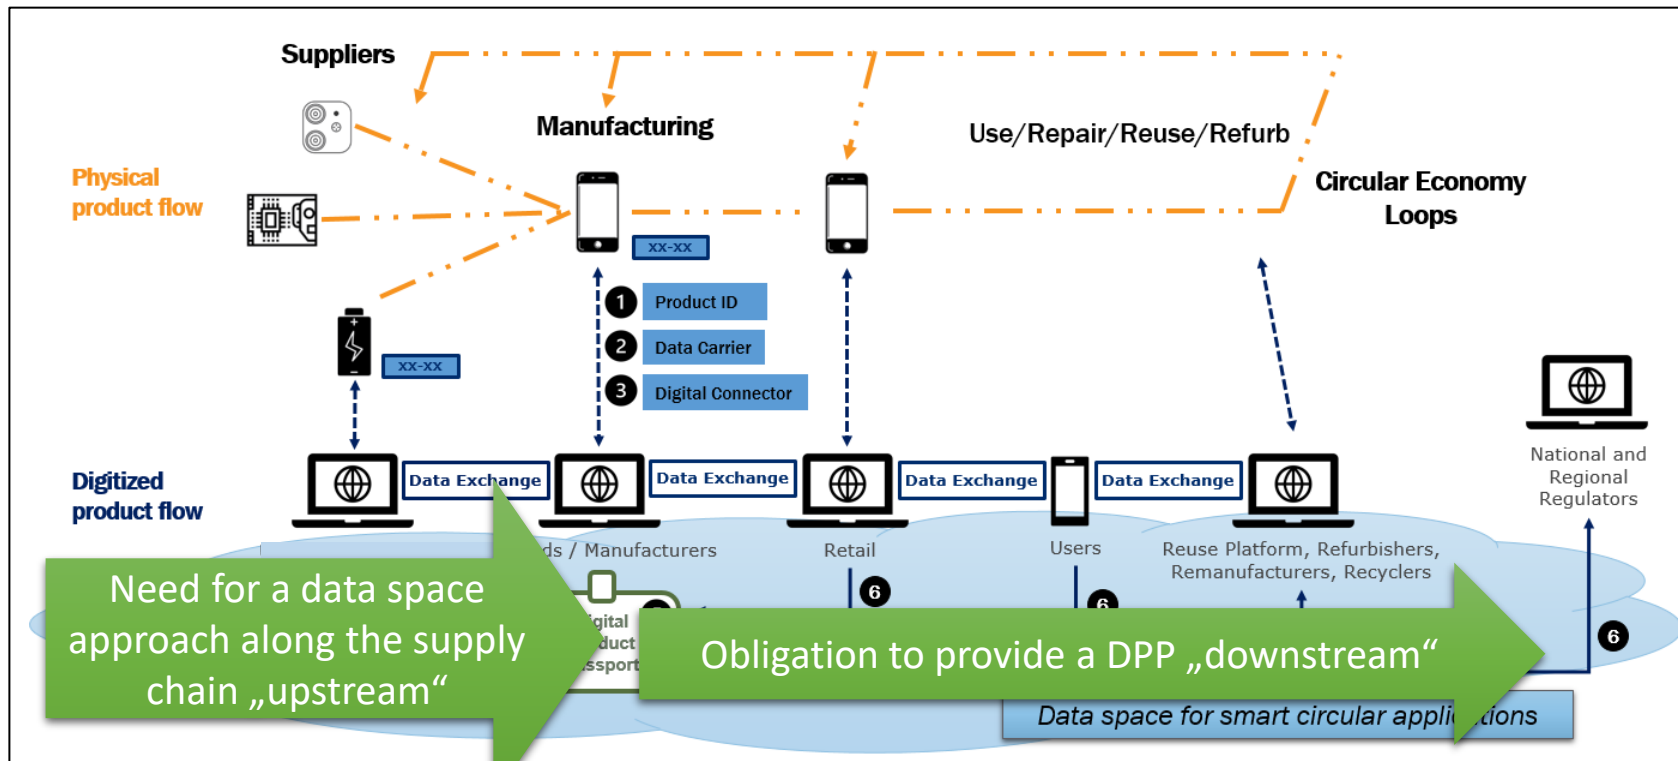 Suppliers
Manufacturing
Use/Repair/Reuse/Refurb
Physical
product flow
Circular Economy
Loops
xx-xx
1 Product ID
2 Data Carrier
xx-xx
3 Digital Connector
Digitized
product flow
Data Exchange
Data Exchange
Data Exchange
Data Exchange
National and
Regional
Regulators
/ Manufacturers
Retail
Users
Reuse Platform, Refurbishers,
Remanufacturers, Recyclers
6
6
6
Need for a data space
approach along the supply
chain „upstream“
Obligation to provide a DPP „downstream“
Data space for smart circular applications